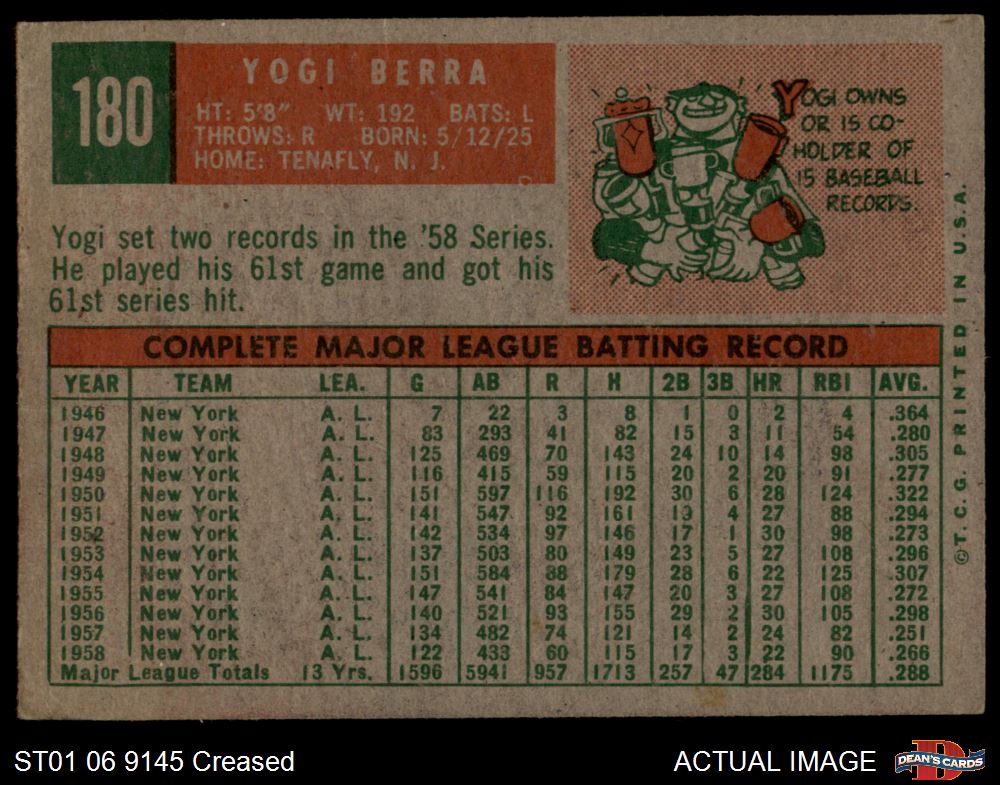 180
YOGI BERRA
HT: 5'8" WT: 192 BATS: L
THROWS: R BORN: 5/12/25
HOME: TENAFLY, N. J.
YOGI OWNS
OR IS CO-
HOLDER OF
15 BASEBALL
RECORDS.
Yogi set two records in the '58 Series.
He played his 61st game and got his
61st series hit.
COMPLETE MAJOR LEAGUE BATTING RECORD
YEAR TEAM LEA. G AB R H 2B 3B HR RBI AVG.
1946 New York A. L. 7 22 3 8 1 0 2 4 .364
1947 New York A. L. 83 293 41 82 15 3 11 54 .280
1948 New York A. L. 125 469 70 143 24 10 14 98 .305
1949 New York A. L. 116 415 59 115 20 2 20 91 .277
1950 New York A. L. 151 597 116 192 30 6 28 124 .322
1951 New York A. L. 141 547 92 161 19 4 27 88 .294
1952 New York A. L. 142 534 97 146 17 1 30 98 .273
1953 New York A. L. 137 503 80 149 23 5 27 108 .296
1954 New York A. L. 151 584 88 179 28 6 22 125 .307
1955 New York A. L. 147 541 84 147 20 3 27 108 .272
1956 New York A. L. 140 521 93 155 29 2 30 105 .298
1957 New York A. L. 134 482 74 121 14 2 24 82 .251
1958 New York A. L. 122 433 60 115 17 3 22 90 .266
Major League Totals 13 Yrs. 1596 5941 957 1713 257 47 284 1175 .288
©T. C. G. PRINTED IN U.S.A.
ST01 06 9145 Creased
ACTUAL IMAGE
DEAN'S CARDS